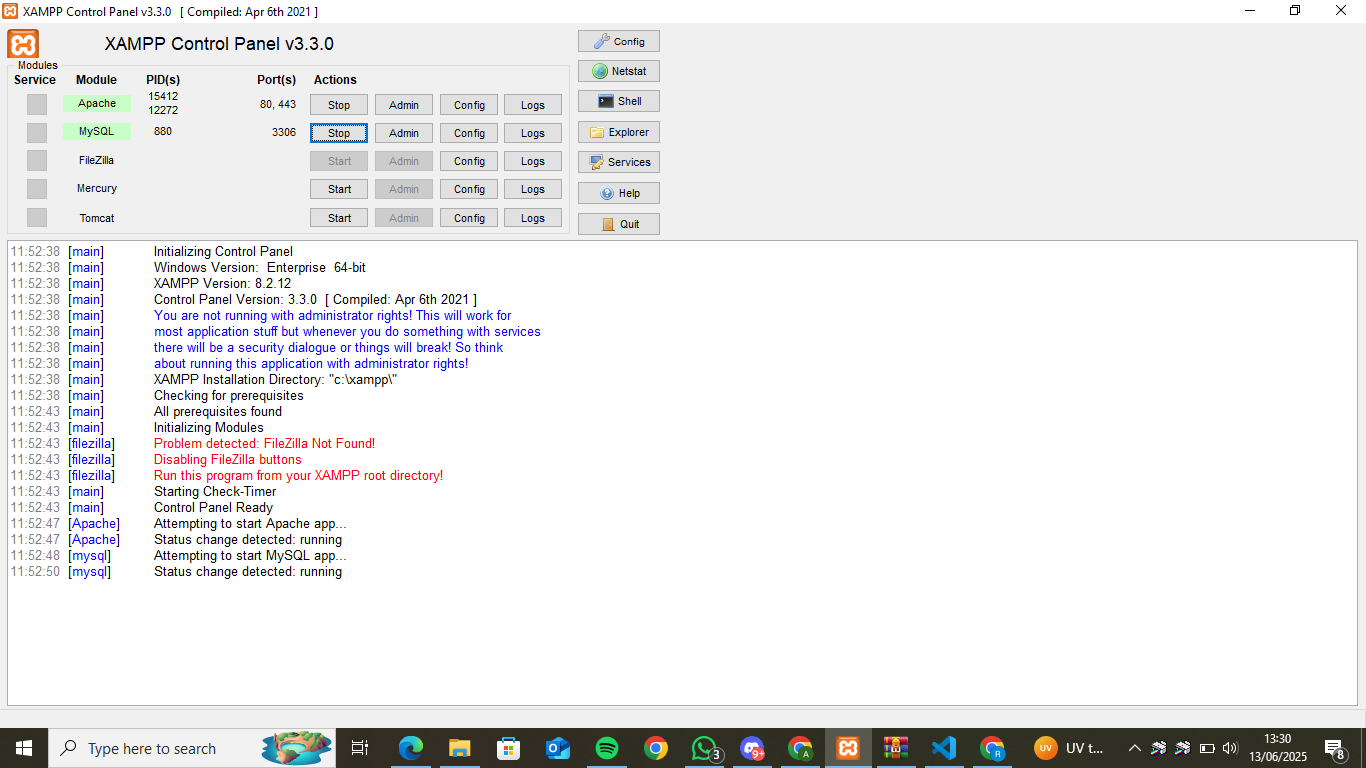 XAMPP Control Panel v3.3.0 [ Compiled: Apr 6th 2021 ]
XAMPP Control Panel v3.3.0
Config
Modules
Service Module PID(s) Port(s) Actions
Netstat
Apache 15412 12272 80, 443 Stop Admin Config Logs
Shell
MySQL 880 3306 Stop Admin Config Logs
Explorer
FileZilla Start Admin Config Logs
Services
Mercury Start Admin Config Logs
Help
Tomcat Start Admin Config Logs
Quit
11:52:38 [main] Initializing Control Panel
11:52:38 [main] Windows Version: Enterprise 64-bit
11:52:38 [main] XAMPP Version: 8.2.12
11:52:38 [main] Control Panel Version: 3.3.0 [ Compiled: Apr 6th 2021 ]
11:52:38 [main] You are not running with administrator rights! This will work for
11:52:38 [main] most application stuff but whenever you do something with services
11:52:38 [main] there will be a security dialogue or things will break! So think
11:52:38 [main] about running this application with administrator rights!
11:52:38 [main] XAMPP Installation Directory: "c:\xampp\"
11:52:38 [main] Checking for prerequisites
11:52:43 [main] All prerequisites found
11:52:43 [main] Initializing Modules
11:52:43 [filezilla] Problem detected: FileZilla Not Found!
11:52:43 [filezilla] Disabling FileZilla buttons
11:52:43 [filezilla] Run this program from your XAMPP root directory!
11:52:43 [main] Starting Check-Timer
11:52:43 [main] Control Panel Ready
11:52:47 [Apache] Attempting to start Apache app...
11:52:47 [Apache] Status change detected: running
11:52:48 [mysql] Attempting to start MySQL app...
11:52:50 [mysql] Status change detected: running
Type here to search
3
9+
A
R
UV
UV t...
13:30
13/06/2025
8